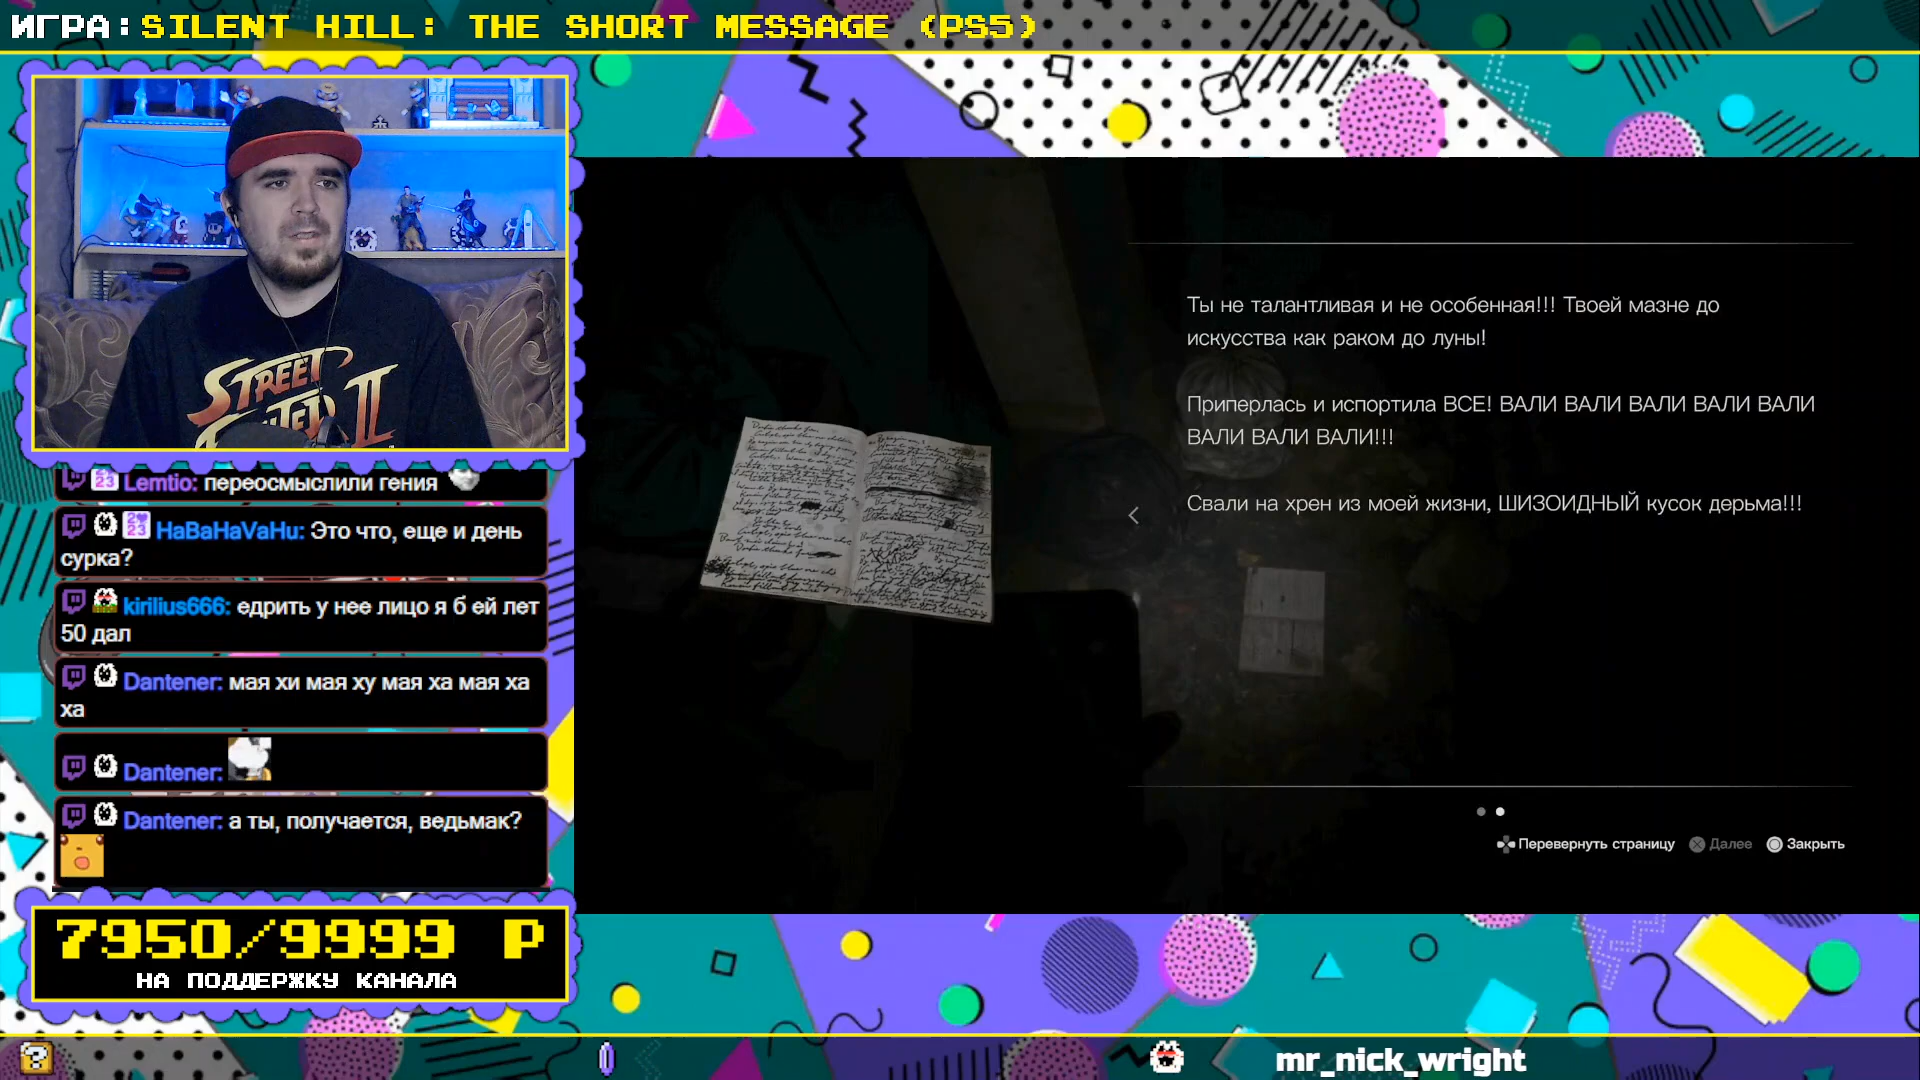 ИГРА:SILENT HILL: THE SHORT MESSAGE (PS5)
STREET
II
Lemtio: переосмыслили гения
HaBaHaVaHu: Это что, еще и день
сурка?
kirilius666: едрить у нее лицо я б ей лет
50 дал
Dantener: мая хи мая ху мая ха мая ха
ха
Dantener:
Dantener: а ты, получается, ведьмак?
7950/9999 Р
НА ПОДДЕРЖКУ КАНАЛА
Ты не талантливая и не особенная!!! Твоей мазне до
искусства как раком до луны!
Приперлась и испортила ВСЕ! ВАЛИ ВАЛИ ВАЛИ ВАЛИ ВАЛИ
ВАЛИ ВАЛИ ВАЛИ!!!
Свали на хрен из моей жизни, ШИЗОИДНЫЙ кусок дерьма!!!
Перевернуть страницу Далее Закрыть
mr_nick_wright